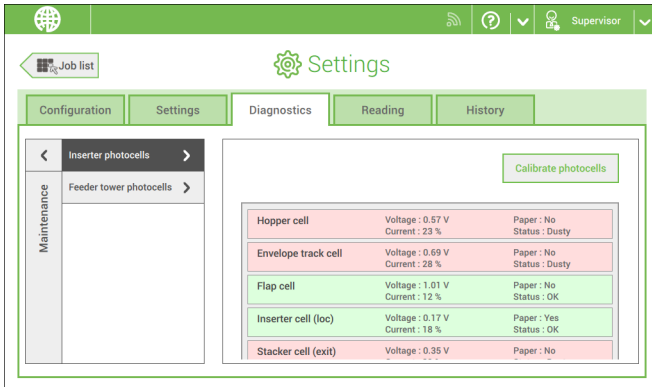 Supervisor
Job list
Settings
Configuration
Settings
Diagnostics
Reading
History
Maintenance
Inserter photocells
Feeder tower photocells
Calibrate photocells
Hopper cell
Voltage : 0.57 V
Paper : No
Current : 23 %
Status : Dusty
Envelope track cell
Voltage : 0.69 V
Paper : No
Current : 28 %
Status : Dusty
Flap cell
Voltage : 1.01 V
Paper : No
Current : 12 %
Status : OK
Inserter cell (loc)
Voltage : 0.17 V
Paper : Yes
Current : 18 %
Status : OK
Stacker cell (exit)
Voltage : 0.35 V
Paper : No